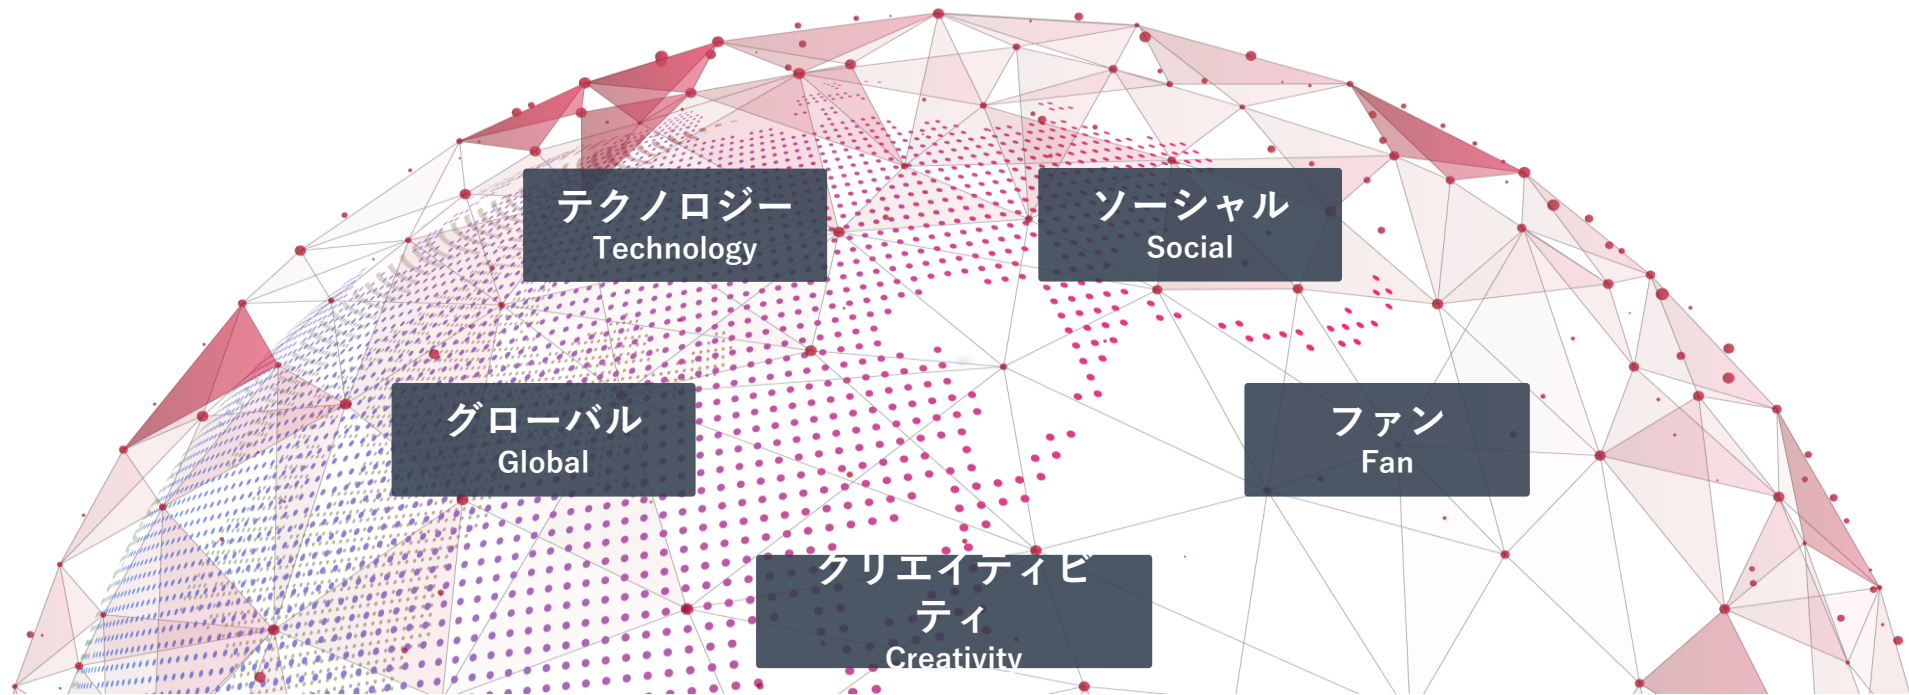 テクノロジー
Technology
ソーシャル
Social
グローバル
Global
ファン
Fan
クリエイティビ
ティ
Creativity